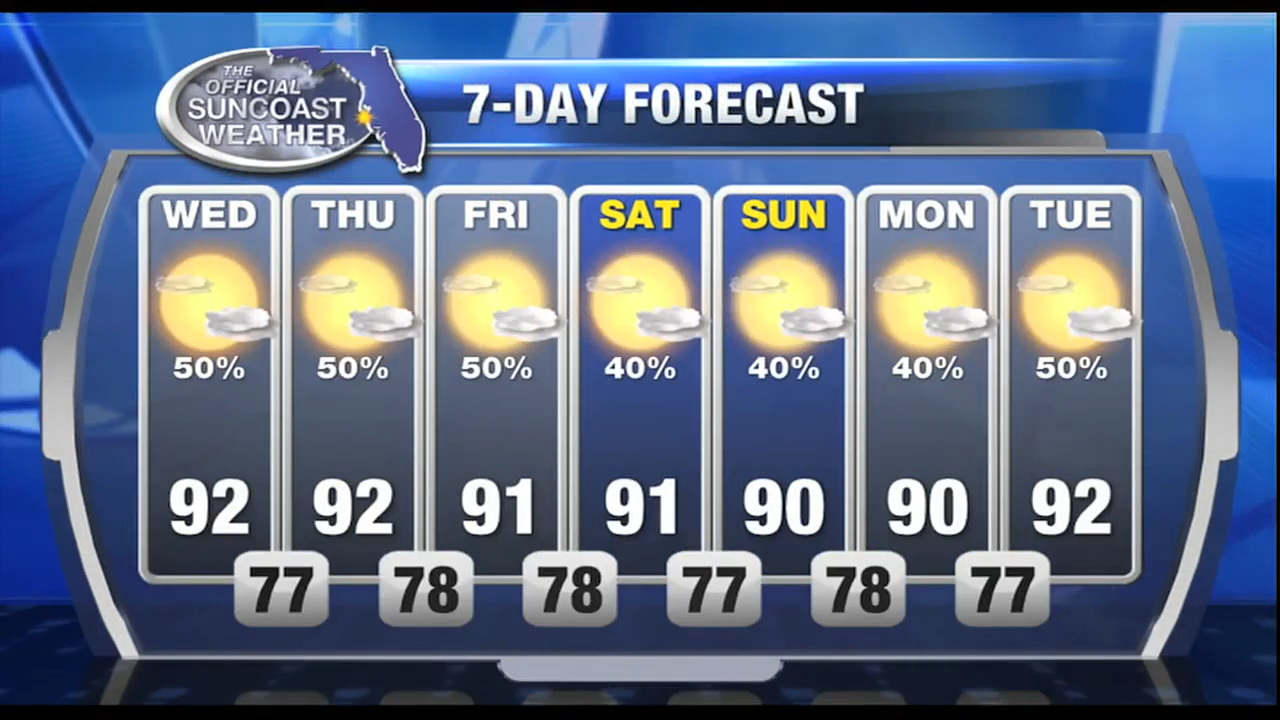 THE
OFFICIAL
SUNCOAST
WEATHER
7-DAY FORECAST
WED THU FRI SAT SUN MON TUE
50% 50% 50% 40% 40% 40% 50%
92 92 91 91 90 90 92
77 78 78 77 78 77